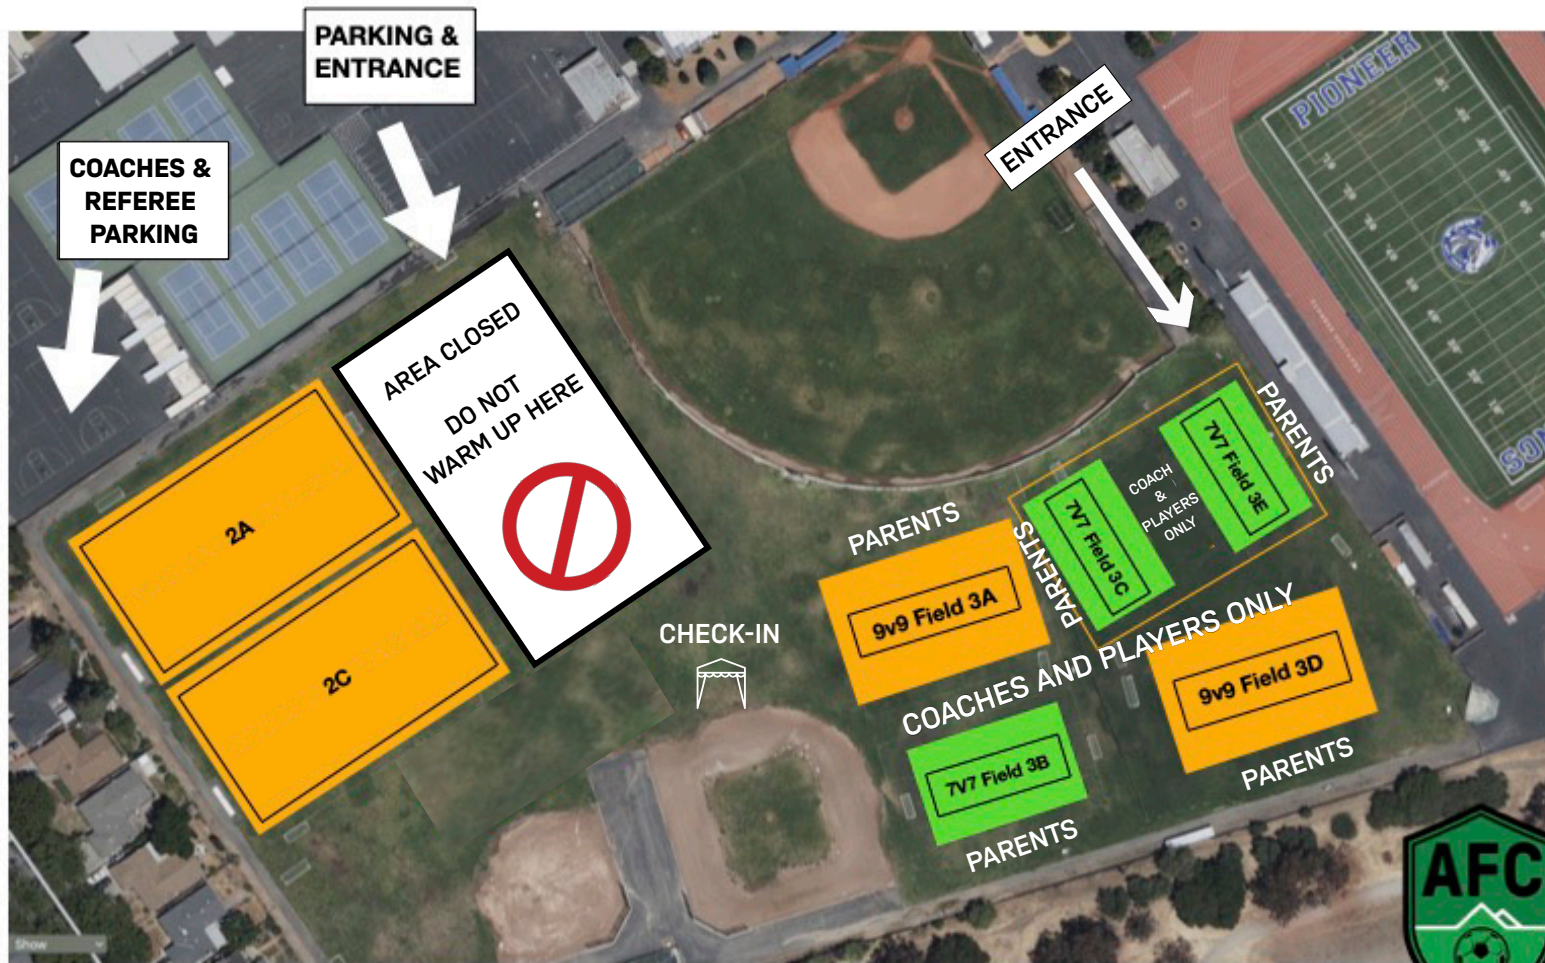 PARKING &
ENTRANCE
COACHES &
REFEREE
PARKING
ENTRANCE
PIONEER
AREA CLOSED
DO NOT
WARM UP HERE
2A
2C
CHECK-IN
PARENTS
9v9 Field 3A
PARENTS
7V7 Field 3C
COACH
&
PLAYERS
ONLY
7V7 Field 3E
PARENTS
COACHES AND PLAYERS ONLY
9v9 Field 3D
PARENTS
7V7 Field 3B
PARENTS
AFC
Show